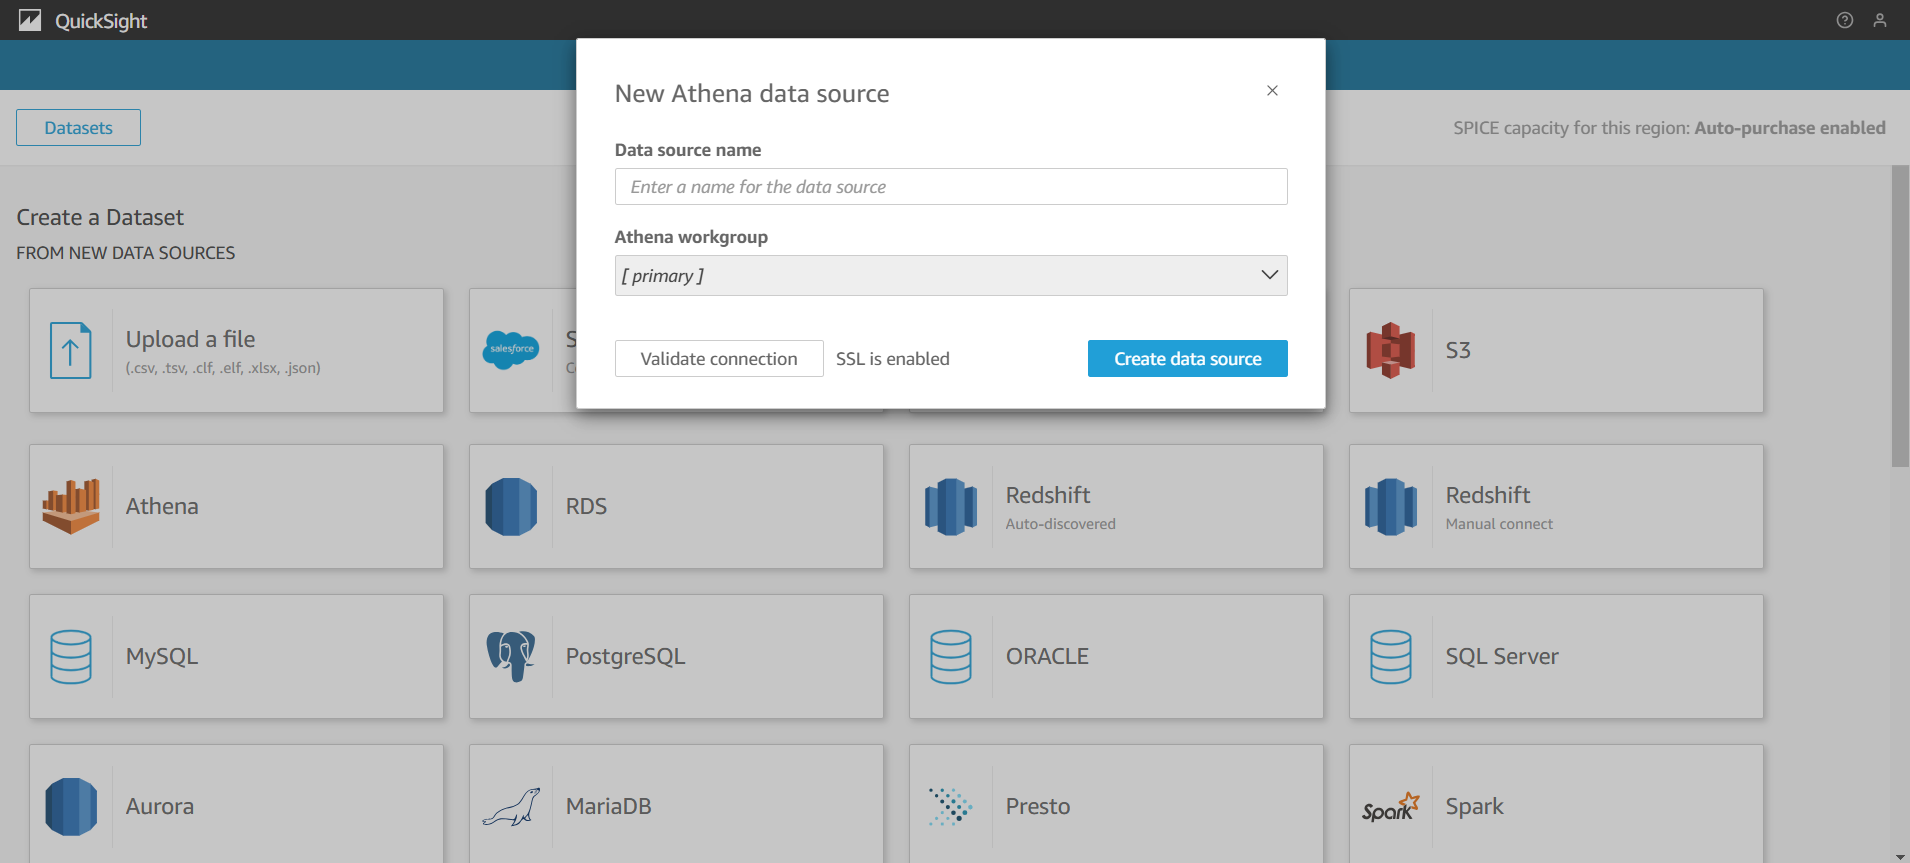 QuickSight
New Athena data source
Datasets
SPICE capacity for this region: Auto-purchase enabled
Data source name
Enter a name for the data source
Athena workgroup
[ primary ]
Validate connection
SSL is enabled
Create data source
Create a Dataset
FROM NEW DATA SOURCES
Upload a file
(.csv, .tsv, .clf, .elf, .xlsx, .json)
salesforce
S3
Athena
RDS
Redshift
Auto-discovered
Redshift
Manual connect
MySQL
PostgreSQL
ORACLE
SQL Server
Aurora
MariaDB
Presto
Spark
Spark